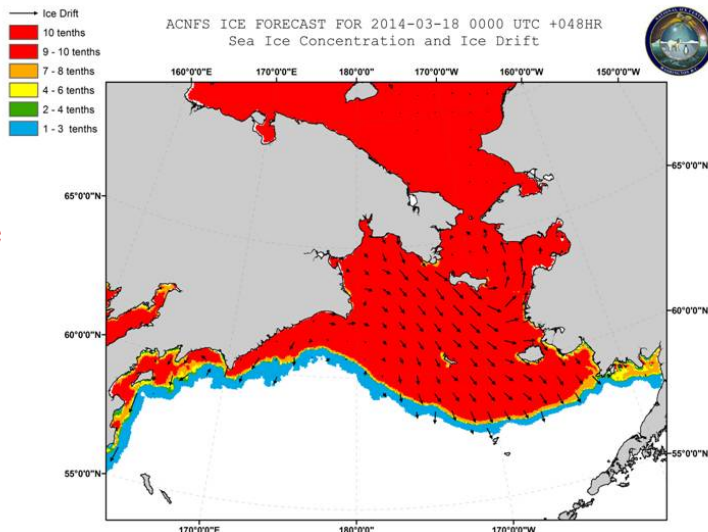 Ice Drift
10 tenths
9 - 10 tenths
7 - 8 tenths
4 - 6 tenths
2 - 4 tenths
1 - 3 tenths
ACNFS ICE FORECAST FOR 2014-03-18 0000 UTC +048HR
Sea Ice Concentration and Ice Drift
160°0'0"E 170°0'0"E 180°0'0" 170°0'0"W 160°0'0"W 150°0'0"W
65°0'0"N
65°0'0"N
60°0'0"N
60°0'0"N
55°0'0"N
55°0'0"N
170°0'0"E 180°0'0" 170°0'0"W